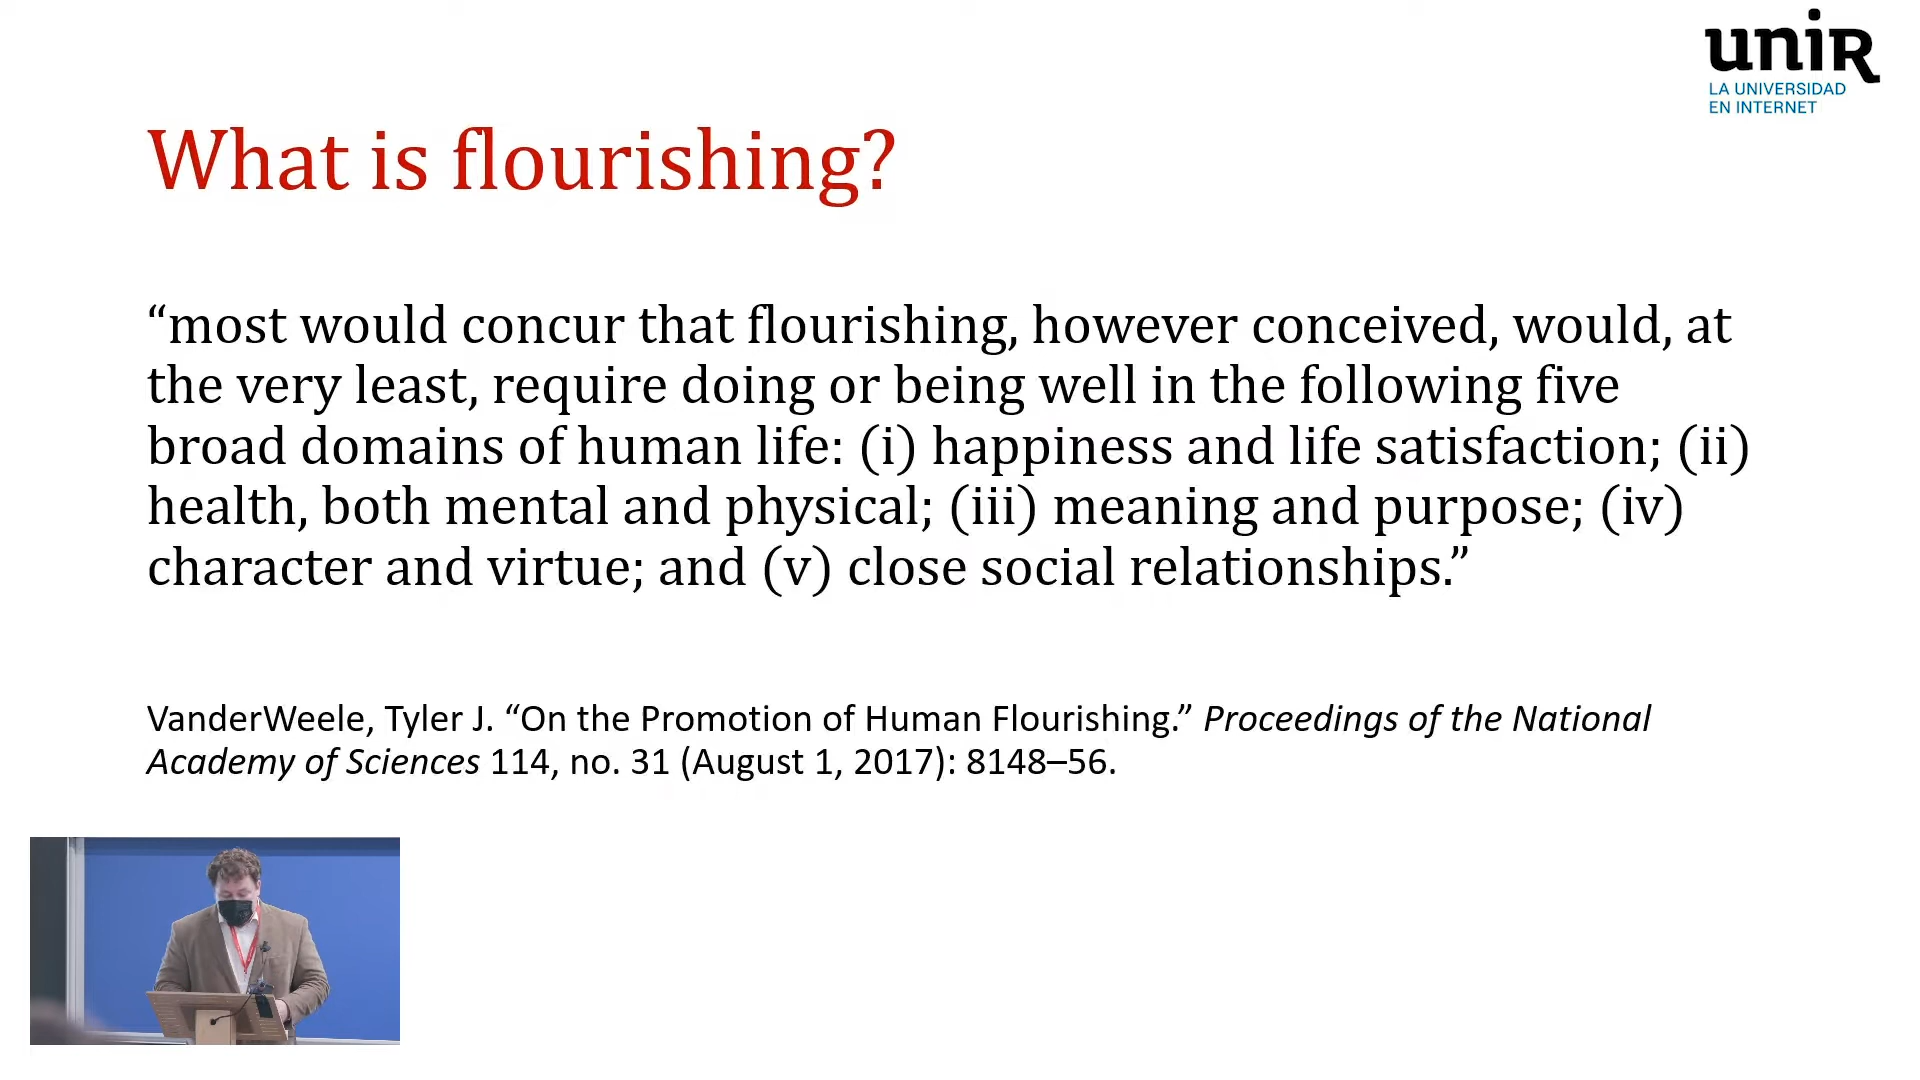 uniR
LA UNIVERSIDAD
EN INTERNET
What is flourishing?
“most would concur that flourishing, however conceived, would, at
the very least, require doing or being well in the following five
broad domains of human life: (i) happiness and life satisfaction; (ii)
health, both mental and physical; (iii) meaning and purpose; (iv)
character and virtue; and (v) close social relationships.”
VanderWeele, Tyler J. “On the Promotion of Human Flourishing.” Proceedings of the National
Academy of Sciences 114, no. 31 (August 1, 2017): 8148–56.